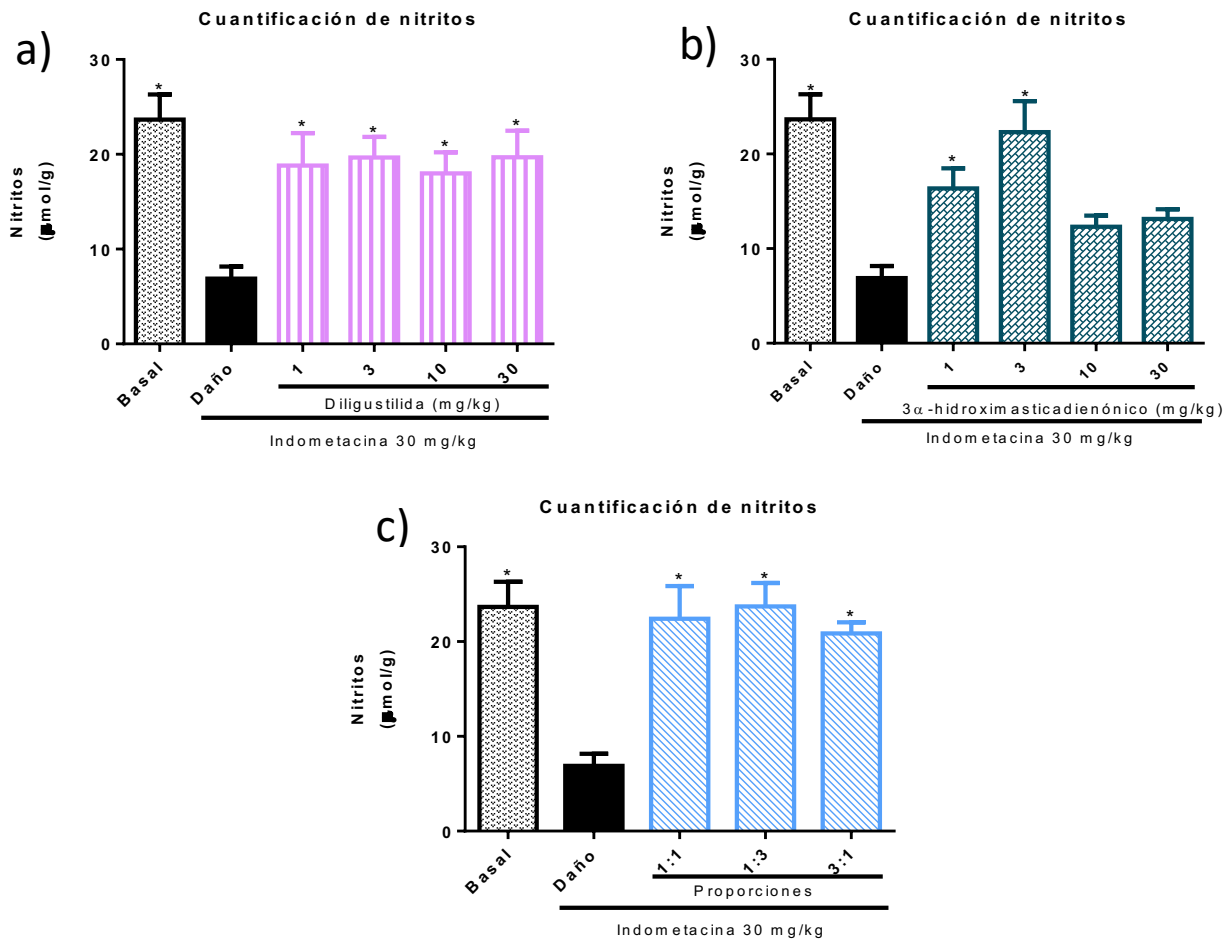 Cuantificación de nitritos
a)
Nitritos
(μmol/g)
30
20
10
0
*
*
*
*
*
Basal
Daño
1
3
10
30
Diligustilida (mg/kg)
Indometacina 30 mg/kg
Cuantificación de nitritos
b)
Nitritos
(μmol/g)
30
20
10
0
*
*
*
Basal
Daño
1
3
10
30
3α-hidroximasticadienónico (mg/kg)
Indometacina 30 mg/kg
Cuantificación de nitritos
c)
Nitritos
(μmol/g)
30
20
10
0
*
*
*
*
Basal
Daño
1:1
1:3
3:1
Proporciones
Indometacina 30 mg/kg